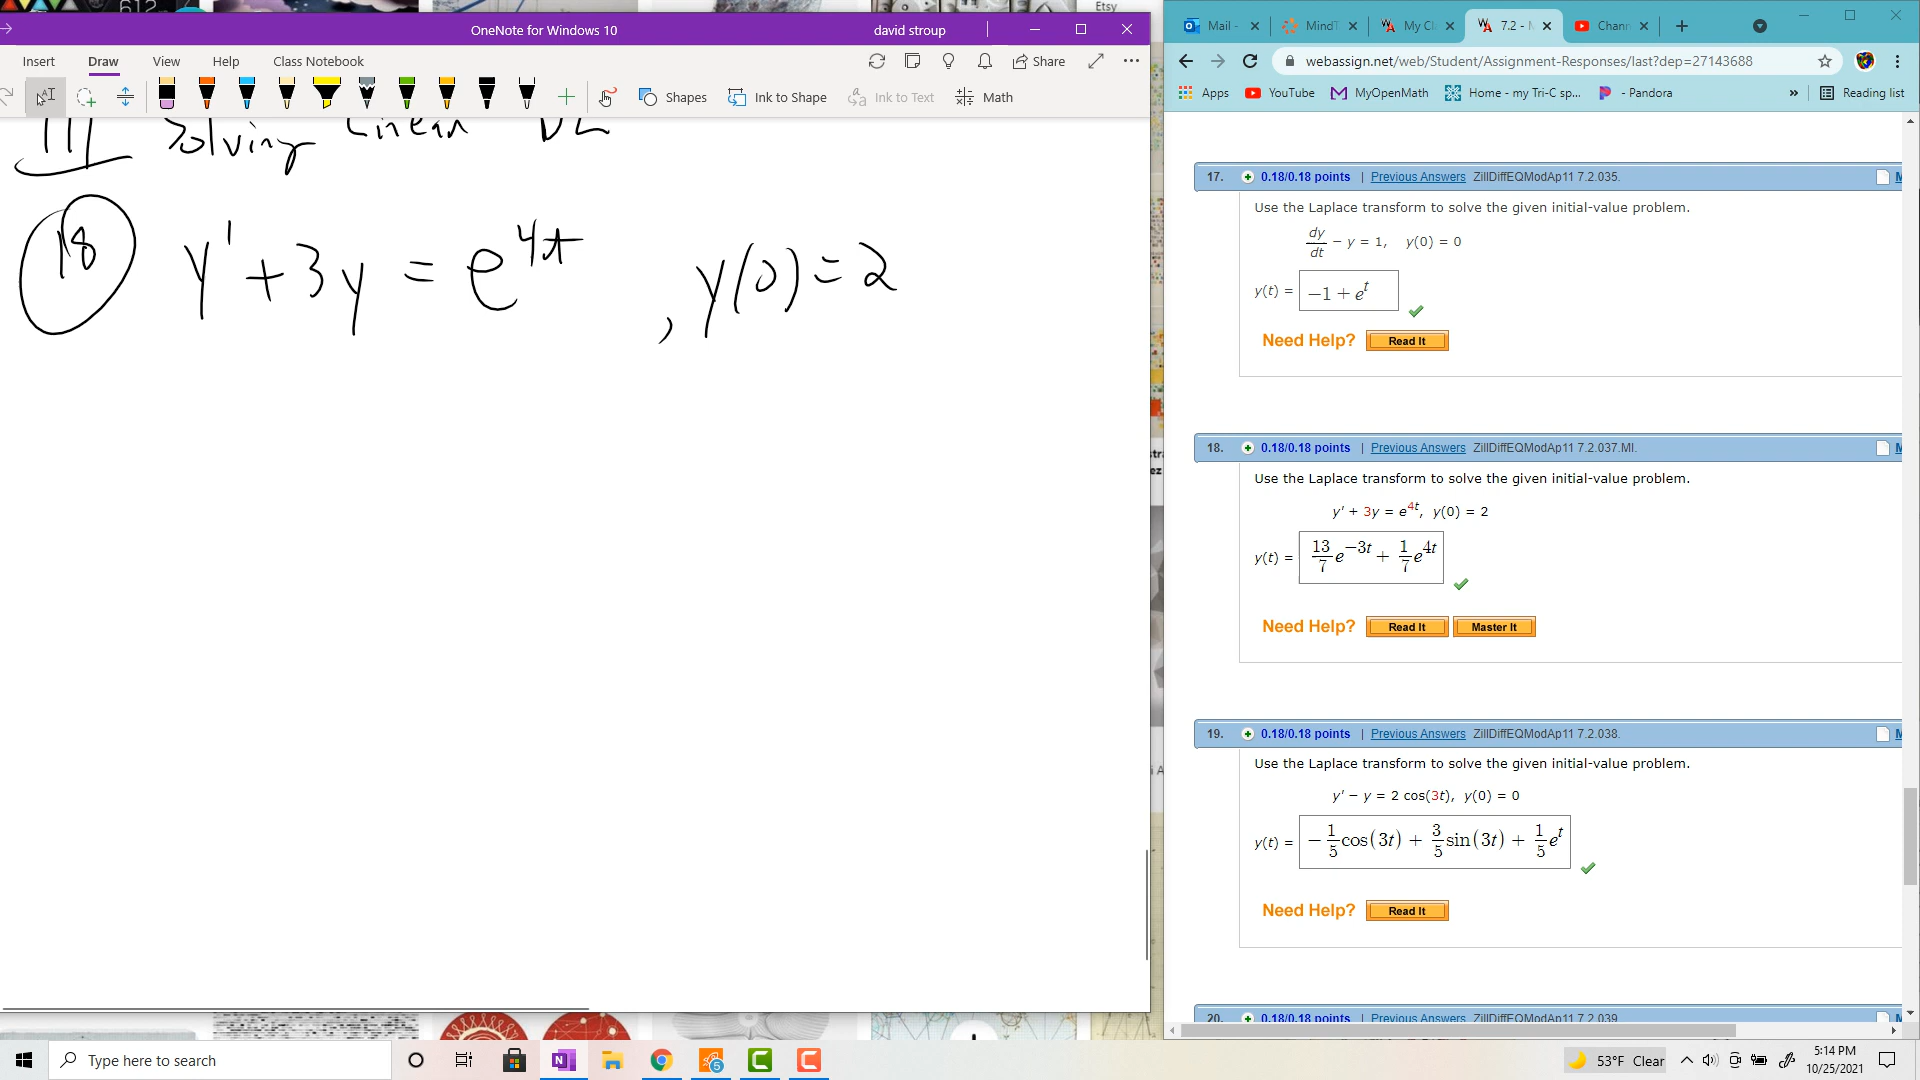 Etsy
OneNote for Windows 10
david stroup
Insert Draw View Help Class Notebook
Share
Shapes Ink to Shape Ink to Text Math
III Solving Linear DE
18 y' + 3y = e^4t , y(0) = 2
Mail - MindT My Cl 7.2 - Chann
webassign.net/web/Student/Assignment-Responses/last?dep=27143688
Apps YouTube MyOpenMath Home - my Tri-C sp... - Pandora » Reading list
17. 0.18/0.18 points | Previous Answers ZillDiffEQModAp11 7.2.035.
Use the Laplace transform to solve the given initial-value problem.
dy/dt − y = 1, y(0) = 0
y(t) = −1 + e^t
Need Help? Read It
18. 0.18/0.18 points | Previous Answers ZillDiffEQModAp11 7.2.037.MI.
Use the Laplace transform to solve the given initial-value problem.
y' + 3y = e^4t, y(0) = 2
y(t) = 13/7 e^−3t + 1/7 e^4t
Need Help? Read It Master It
19. 0.18/0.18 points | Previous Answers ZillDiffEQModAp11 7.2.038.
Use the Laplace transform to solve the given initial-value problem.
y' − y = 2 cos(3t), y(0) = 0
y(t) = −1/5 cos(3t) + 3/5 sin(3t) + 1/5 e^t
Need Help? Read It
20. 0.18/0.18 points | Previous Answers ZillDiffEQModAp11 7.2.039
Type here to search
53°F Clear
5:14 PM
10/25/2021